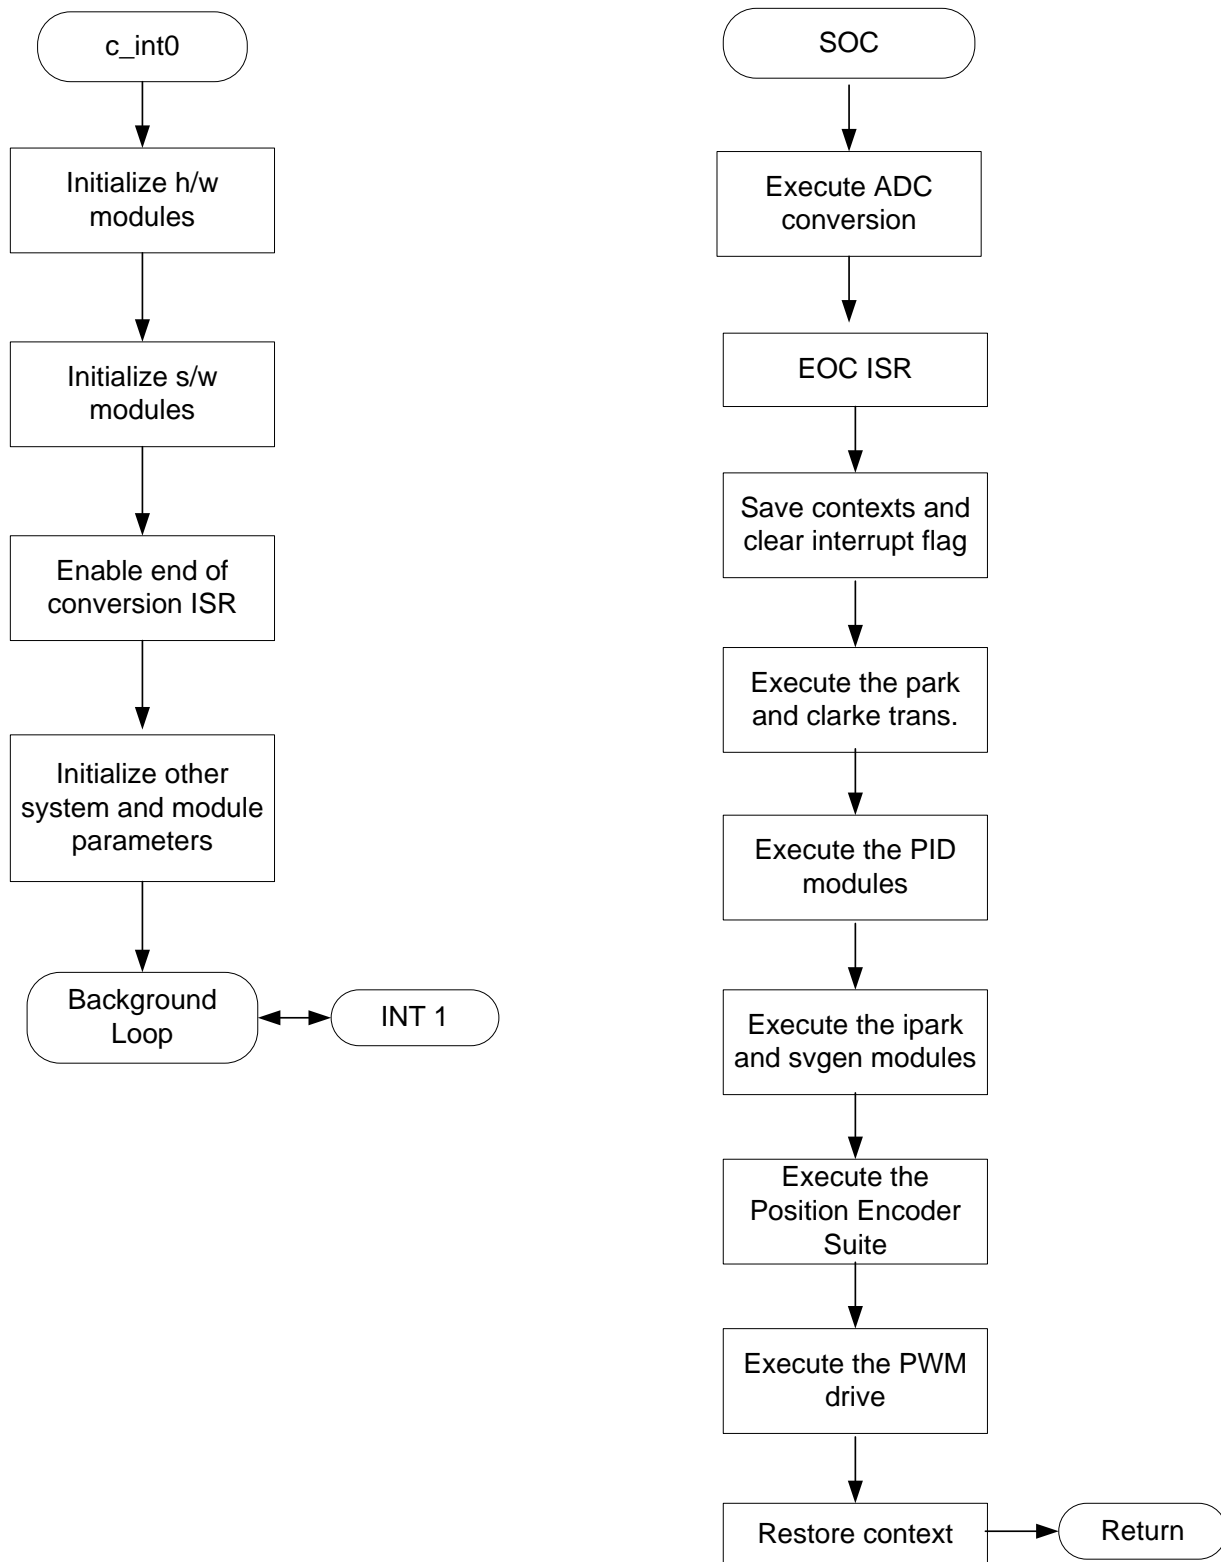 c_int0
Initialize h/w
modules
Initialize s/w
modules
Enable end of
conversion ISR
Initialize other
system and module
parameters
Background
Loop
INT 1
SOC
Execute ADC
conversion
EOC ISR
Save contexts and
clear interrupt flag
Execute the park
and clarke trans.
Execute the PID
modules
Execute the ipark
and svgen modules
Execute the
Position Encoder
Suite
Execute the PWM
drive
Restore context
Return